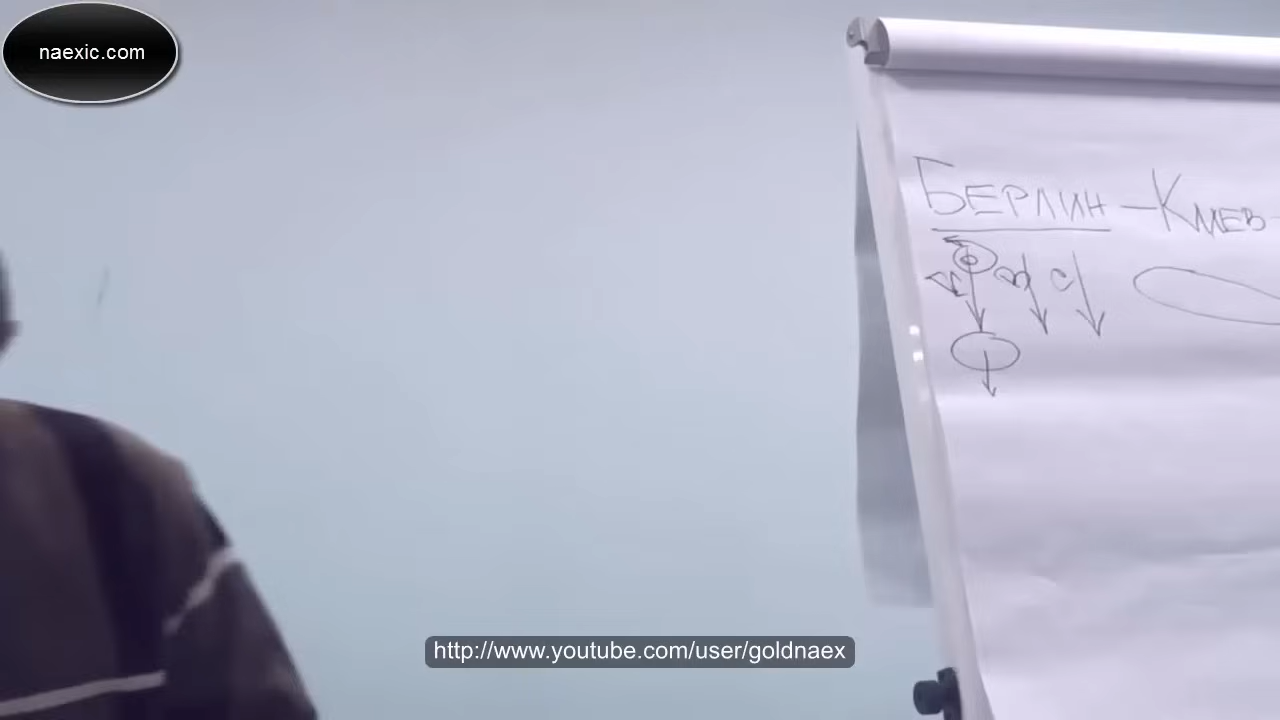 naexic.com
БЕРЛИН - КИЕВ -
A B C
http://www.youtube.com/user/goldnaex